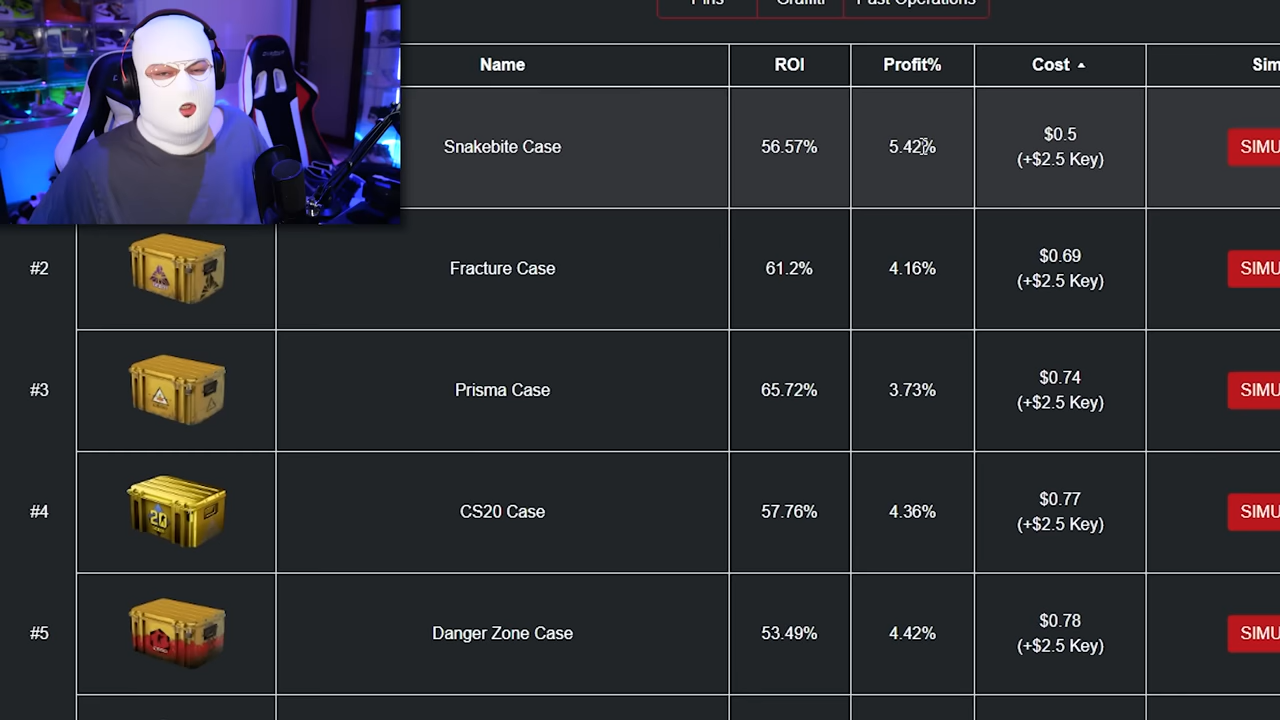 Pins Graffiti Past Operations
Name ROI Profit% Cost Sim
Snakebite Case 56.57% 5.42% $0.5
(+$2.5 Key) SIMU
#2 Fracture Case 61.2% 4.16% $0.69
(+$2.5 Key) SIMU
#3 Prisma Case 65.72% 3.73% $0.74
(+$2.5 Key) SIMU
#4 20 CS20 Case 57.76% 4.36% $0.77
(+$2.5 Key) SIMU
#5 Danger Zone Case 53.49% 4.42% $0.78
(+$2.5 Key) SIMU